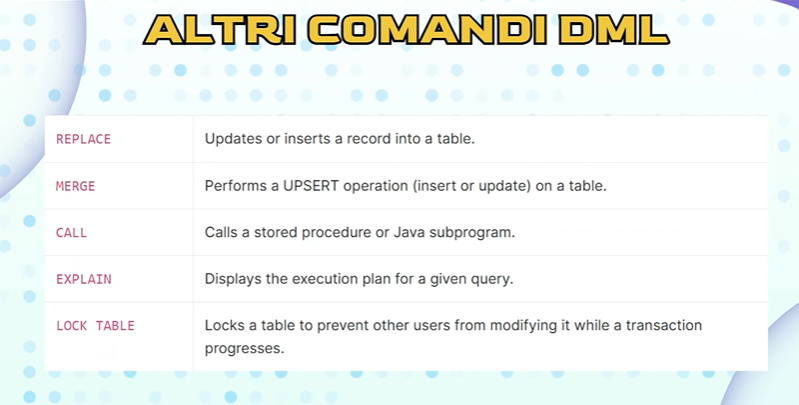 ALTRI COMANDI DML
REPLACE
Updates or inserts a record into a table.
MERGE
Performs a UPSERT operation (insert or update) on a table.
CALL
Calls a stored procedure or Java subprogram.
EXPLAIN
Displays the execution plan for a given query.
LOCK TABLE
Locks a table to prevent other users from modifying it while a transaction
progresses.